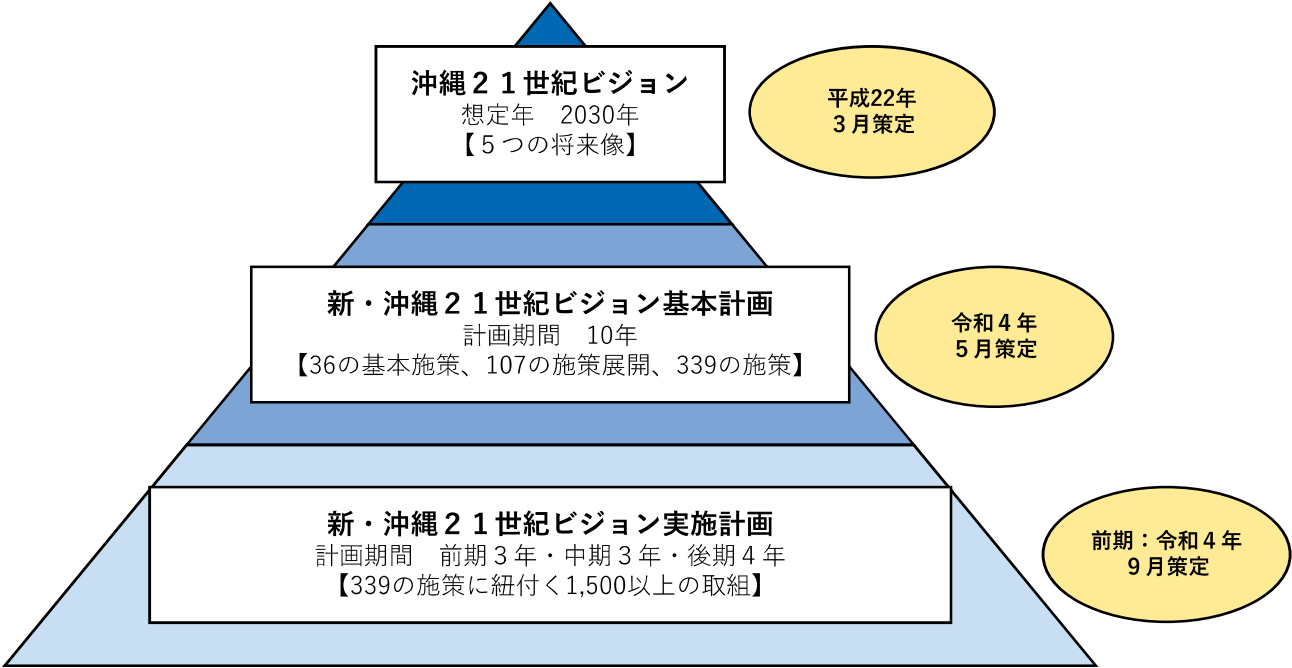 沖縄２１世紀ビジョン
想定年　2030年
【５つの将来像】
平成22年
３月策定
新・沖縄２１世紀ビジョン基本計画
計画期間　10年
【36の基本施策、107の施策展開、339の施策】
令和４年
５月策定
新・沖縄２１世紀ビジョン実施計画
計画期間　前期３年・中期３年・後期４年
【339の施策に紐付く1,500以上の取組】
前期：令和４年
９月策定